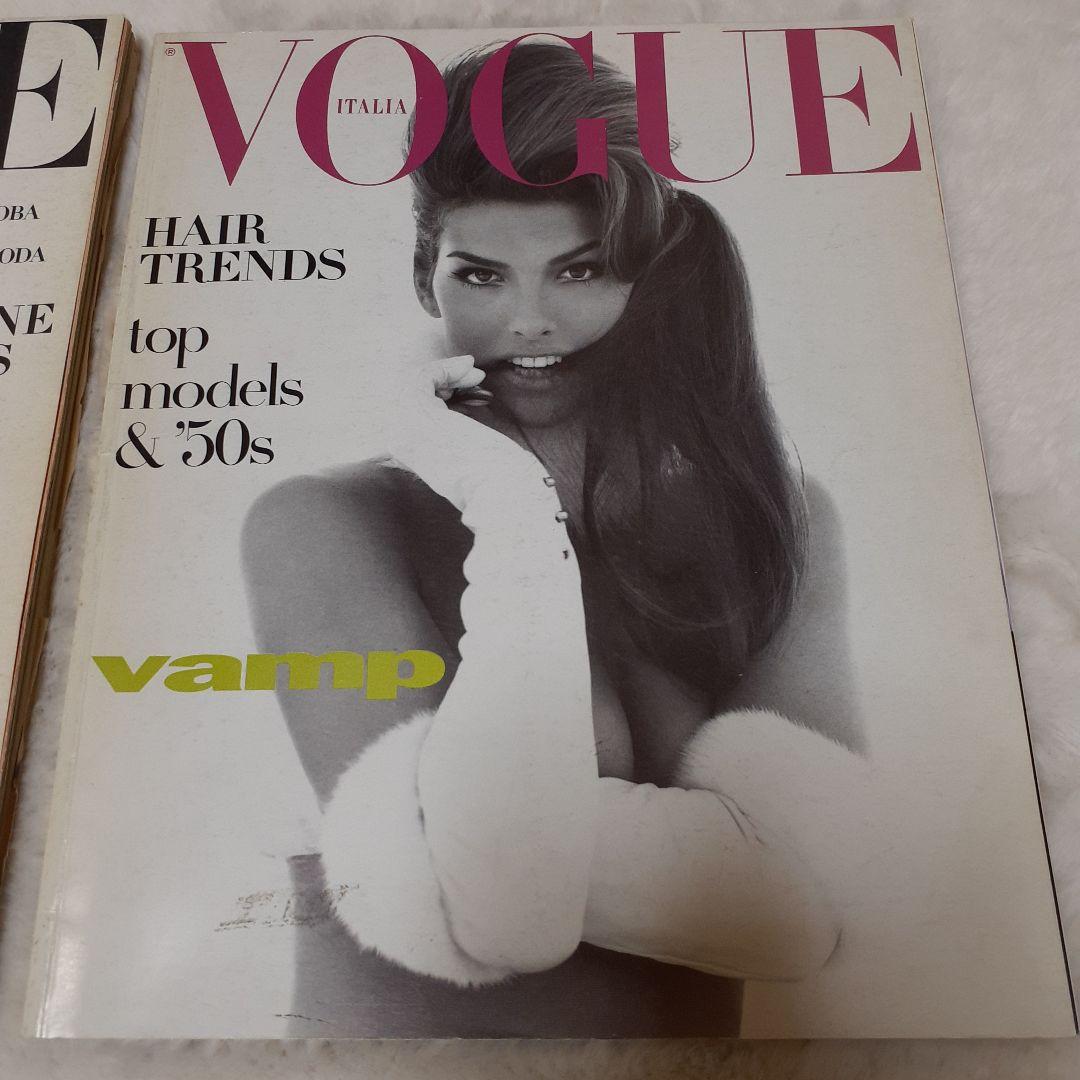 E
OBA
ODA
NE
S
VOGUE
ITALIA
®
HAIR
TRENDS
top
models
& '50s
vamp